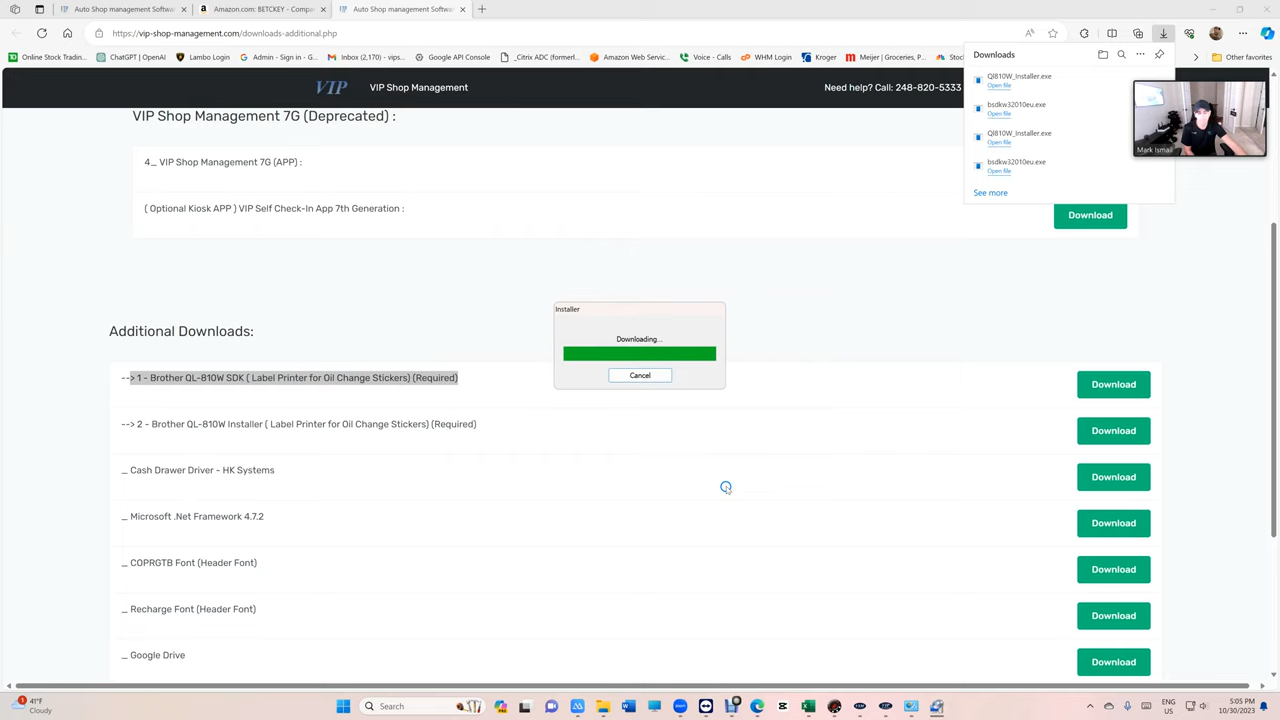 Auto Shop Management Softwa
Amazon.com: BETCKEY - Compa
Auto Shop Management Softwa
https://vip-shop-management.com/downloads-additional.php
Online Stock Trading
ChatGPT | OpenAI
Lambo Login
Admin - Sign in - G...
Inbox (2,170) - vips...
Google API Console
_Citrix ADC (formerl...
Amazon Web Servic...
Voice - Calls
WHM Login
Kroger
Meijer | Groceries, P...
Stock
Other favorites
VIP
VIP Shop Management
Need help? Call: 248-820-5333
Downloads
Ql810W_Installer.exe
Open file
bsdkw32010eu.exe
Open file
Ql810W_Installer.exe
Open file
bsdkw32010eu.exe
Open file
See more
Mark Ismail
VIP Shop Management 7G (Deprecated) :
4_ VIP Shop Management 7G (APP) :
( Optional Kiosk APP ) VIP Self Check-In App 7th Generation :
Download
Installer
Downloading...
Cancel
Additional Downloads:
--> 1 - Brother QL-810W SDK ( Label Printer for Oil Change Stickers) (Required)
Download
--> 2 - Brother QL-810W Installer ( Label Printer for Oil Change Stickers) (Required)
Download
_ Cash Drawer Driver - HK Systems
Download
_ Microsoft .Net Framework 4.7.2
Download
_ COPRGTB Font (Header Font)
Download
_ Recharge Font (Header Font)
Download
_ Google Drive
Download
1
41°F
Cloudy
Search
ENG
US
5:05 PM
10/30/2023